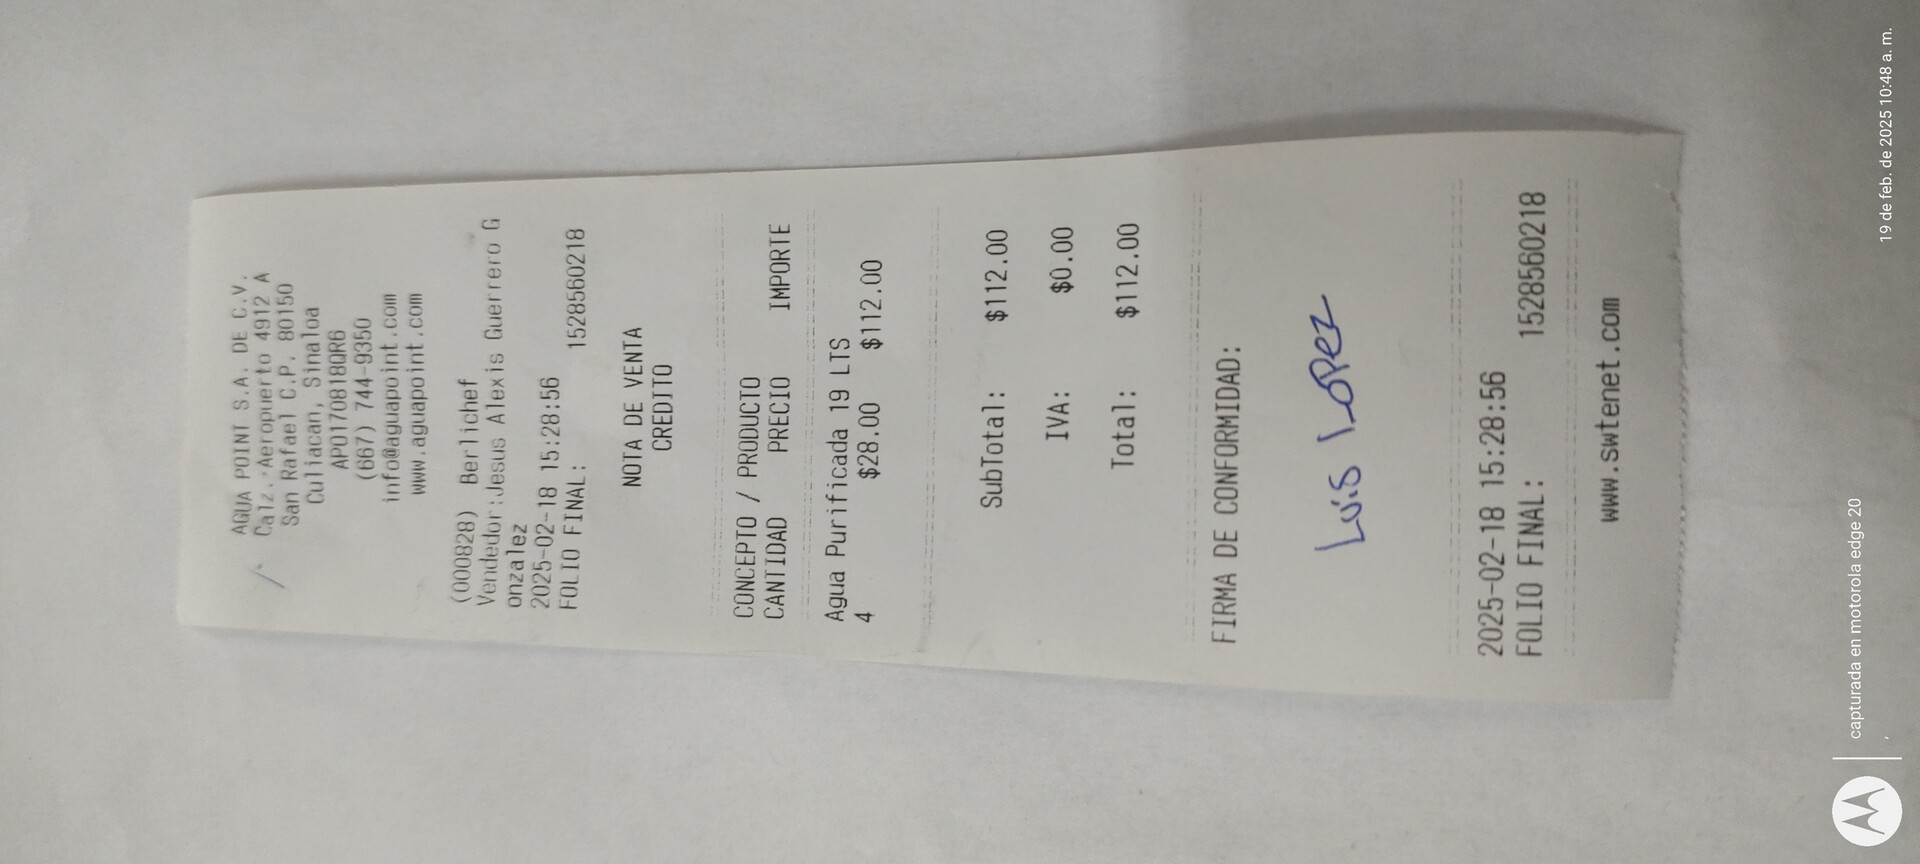 AGUA POINT S.A. DE C.V.
Calz. Aeropuerto 4912 A
San Rafael C.P. 80150
Culiacan, Sinaloa
APO170818QR6
(667) 744-9350
info@aguapoint.com
www.aguapoint.com
(000828) Berlichef
Vendedor:Jesus Alexis Guerrero G
onzalez
2025-02-18 15:28:56
FOLIO FINAL: 1528560218
NOTA DE VENTA
CREDITO
CONCEPTO / PRODUCTO
CANTIDAD PRECIO IMPORTE
Agua Purificada 19 LTS
4 $28.00 $112.00
SubTotal: $112.00
IVA: $0.00
Total: $112.00
FIRMA DE CONFORMIDAD:
Luis Lopez
2025-02-18 15:28:56
FOLIO FINAL: 1528560218
www.swtenet.com
capturada en motorola edge 20
19 de feb. de 2025 10:48 a. m.